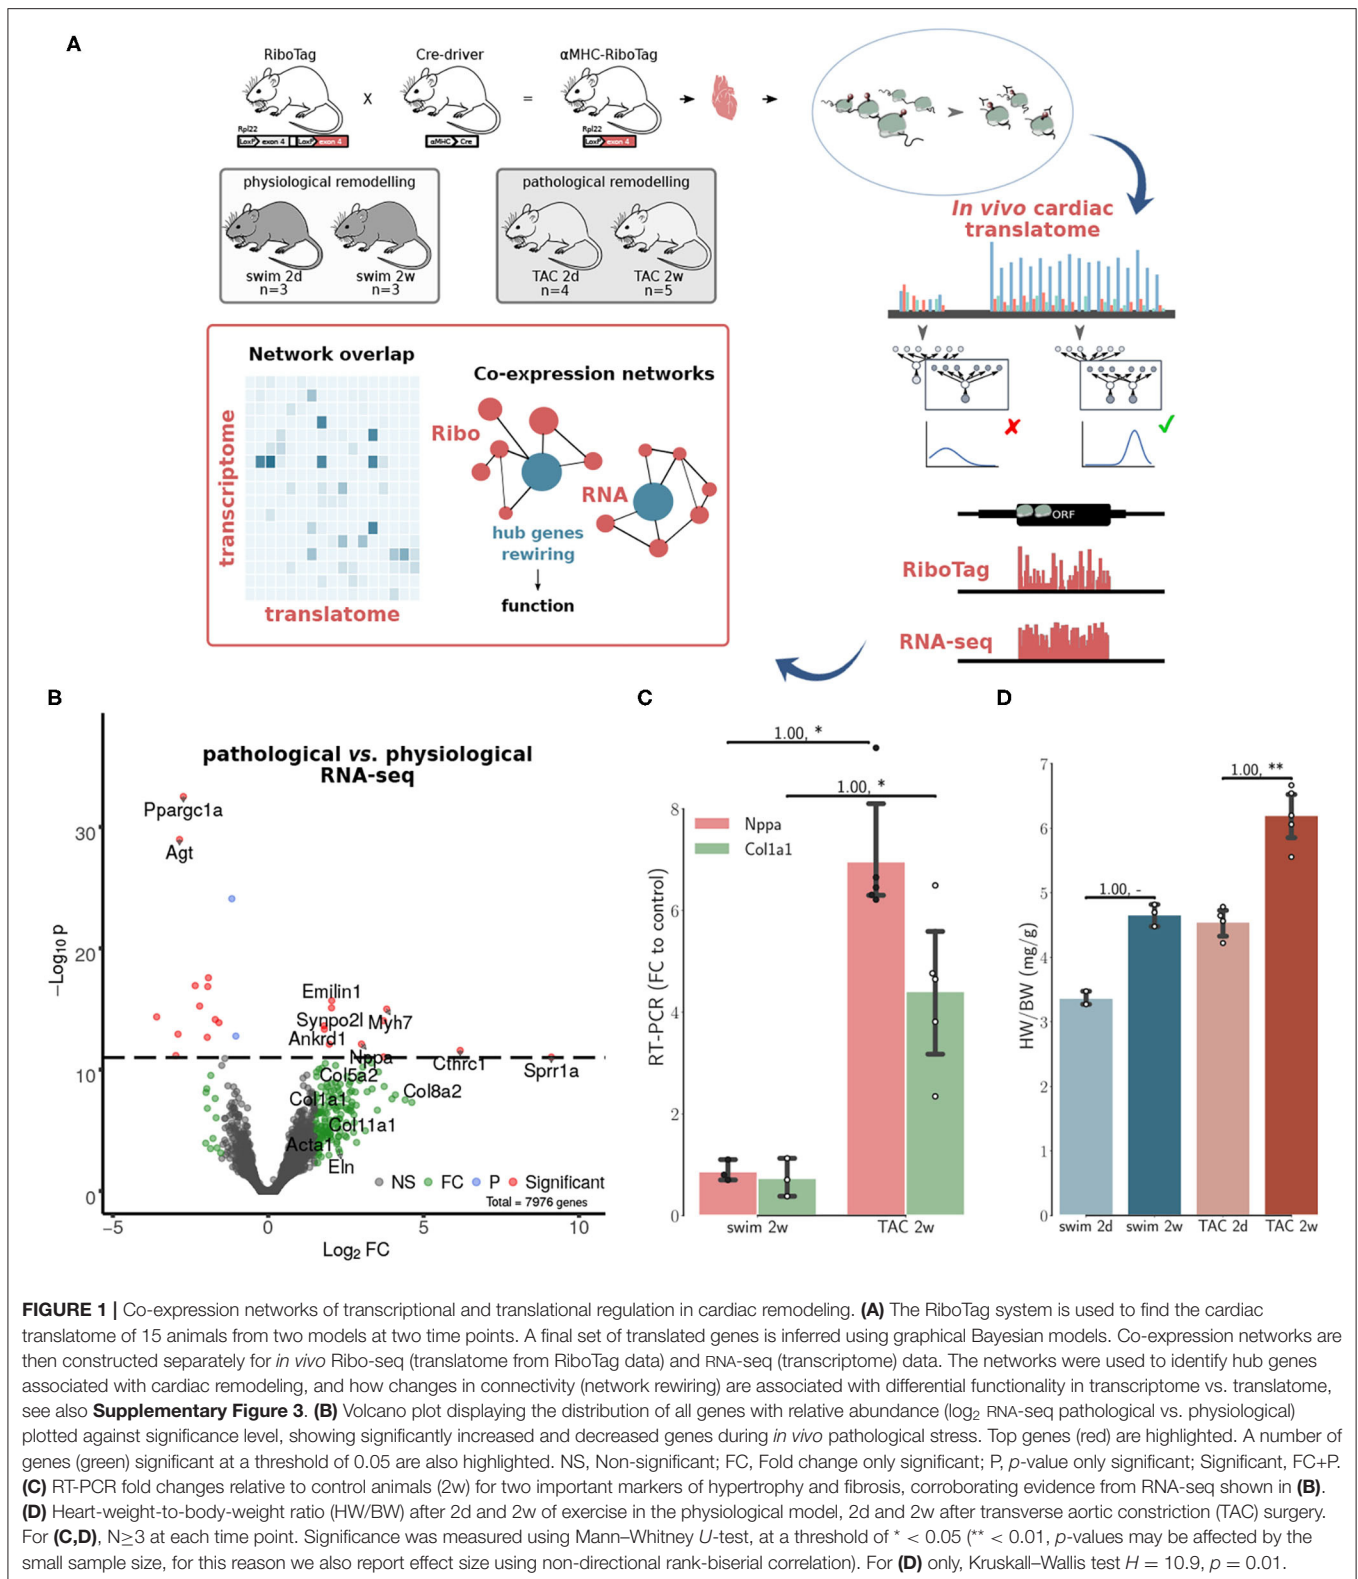 A
RiboTag
Cre-driver
αMHC-RiboTag
X
=
Rpl22
LoxP exon 4 LoxP exon 4
αMHC Cre
Rpl22
LoxP exon 4
physiological remodelling
swim 2d
n=3
swim 2w
n=3
pathological remodelling
TAC 2d
n=4
TAC 2w
n=5
In vivo cardiac
translatome
Network overlap
transcriptome
translatome
Co-expression networks
Ribo
RNA
hub genes
rewiring
function
ORF
RiboTag
RNA-seq
B
pathological vs. physiological
RNA-seq
−Log10 p
30
20
10
0
−5
0
5
10
Log2 FC
Ppargc1a
Agt
Emilin1
Synpo2l
Myh7
Ankrd1
Nppa
Cthrc1
Sprr1a
Col5a2
Col8a2
Col1a1
Col11a1
Acta1
Eln
NS FC P Significant
Total = 7976 genes
C
1.00, *
1.00, *
Nppa
Col1a1
RT-PCR (FC to control)
8
6
4
2
0
swim 2w
TAC 2w
D
1.00, **
1.00, -
HW/BW (mg/g)
7
6
5
4
3
2
1
0
swim 2d
swim 2w
TAC 2d
TAC 2w
FIGURE 1 | Co-expression networks of transcriptional and translational regulation in cardiac remodeling. (A) The RiboTag system is used to find the cardiac
translatome of 15 animals from two models at two time points. A final set of translated genes is inferred using graphical Bayesian models. Co-expression networks are
then constructed separately for in vivo Ribo-seq (translatome from RiboTag data) and RNA-seq (transcriptome) data. The networks were used to identify hub genes
associated with cardiac remodeling, and how changes in connectivity (network rewiring) are associated with differential functionality in transcriptome vs. translatome,
see also Supplementary Figure 3. (B) Volcano plot displaying the distribution of all genes with relative abundance (log2 RNA-seq pathological vs. physiological)
plotted against significance level, showing significantly increased and decreased genes during in vivo pathological stress. Top genes (red) are highlighted. A number of
genes (green) significant at a threshold of 0.05 are also highlighted. NS, Non-significant; FC, Fold change only significant; P, p-value only significant; Significant, FC+P.
(C) RT-PCR fold changes relative to control animals (2w) for two important markers of hypertrophy and fibrosis, corroborating evidence from RNA-seq shown in (B).
(D) Heart-weight-to-body-weight ratio (HW/BW) after 2d and 2w of exercise in the physiological model, 2d and 2w after transverse aortic constriction (TAC) surgery.
For (C,D), N≥3 at each time point. Significance was measured using Mann–Whitney U-test, at a threshold of * < 0.05 (** < 0.01, p-values may be affected by the
small sample size, for this reason we also report effect size using non-directional rank-biserial correlation). For (D) only, Kruskall–Wallis test H = 10.9, p = 0.01.